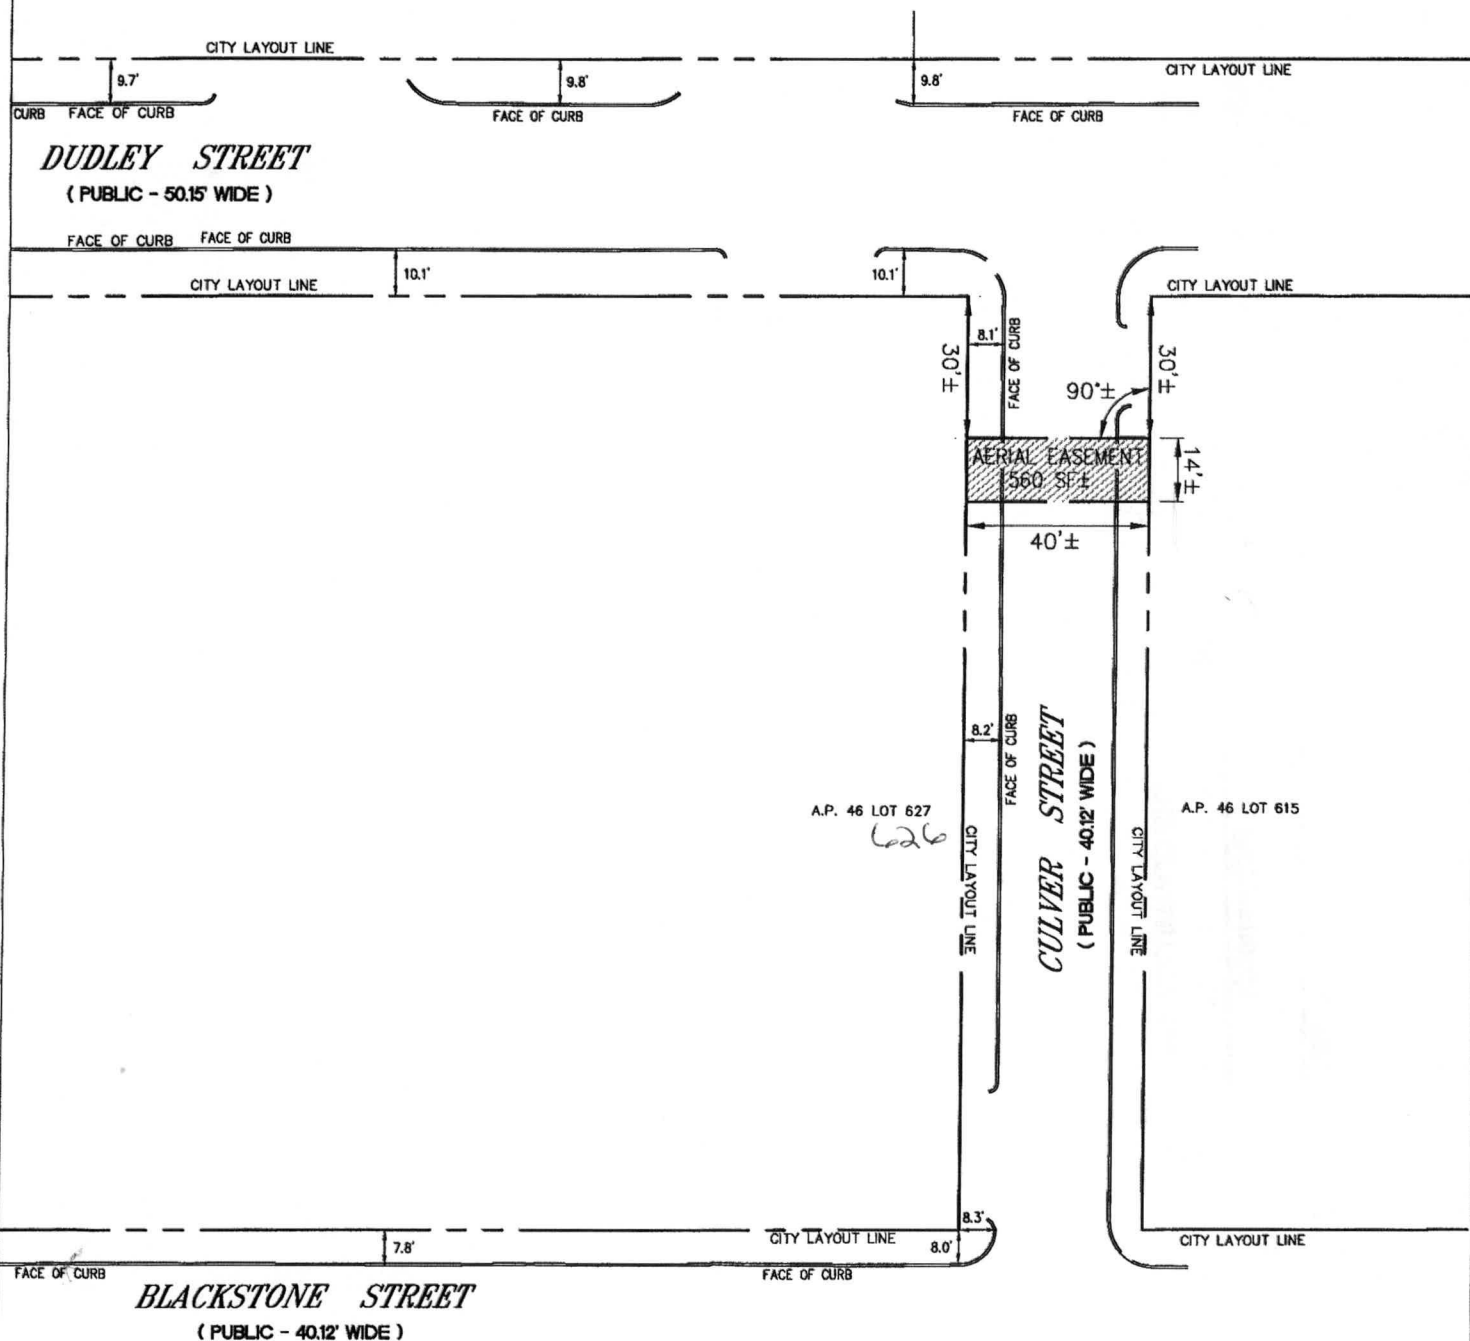 CITY LAYOUT LINE
CITY LAYOUT LINE
9.7'
9.8'
9.8'
CURB FACE OF CURB
FACE OF CURB
FACE OF CURB
DUDLEY STREET
( PUBLIC - 50.15' WIDE )
FACE OF CURB FACE OF CURB
10.1'
10.1'
CITY LAYOUT LINE
CITY LAYOUT LINE
8.1'
FACE OF CURB
30'±
30'±
90°±
AERIAL EASEMENT
560 SF±
14'±
40'±
8.2'
FACE OF CURB
CULVER STREET
( PUBLIC - 40.12' WIDE )
A.P. 46 LOT 627
626
A.P. 46 LOT 615
CITY LAYOUT LINE
CITY LAYOUT LINE
8.3'
CITY LAYOUT LINE
8.0'
7.8'
CITY LAYOUT LINE
FACE OF CURB
FACE OF CURB
BLACKSTONE STREET
( PUBLIC - 40.12' WIDE )